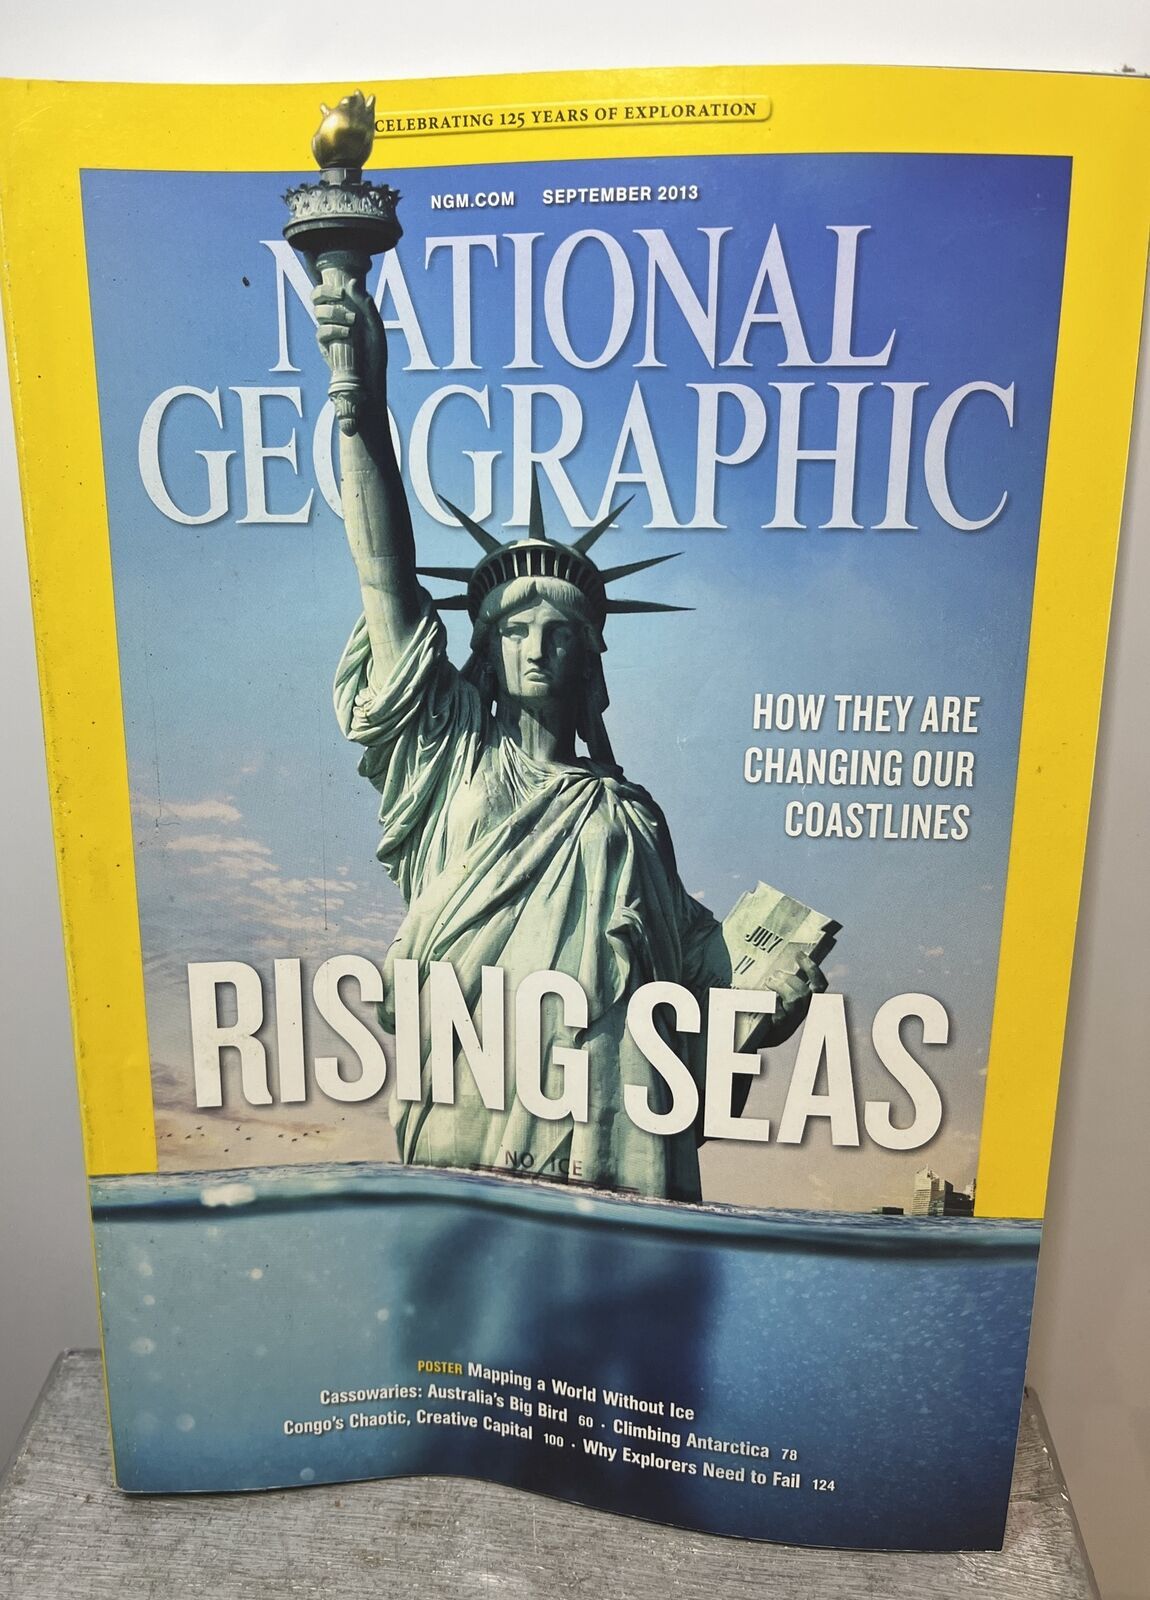 CELEBRATING 125 YEARS OF EXPLORATION
NGM.COM SEPTEMBER 2013
NATIONAL
GEOGRAPHIC
HOW THEY ARE
CHANGING OUR
COASTLINES
JULY
IV
RISING SEAS
NO ICE
POSTER Mapping a World Without Ice
Cassowaries: Australia's Big Bird 60 · Climbing Antarctica 78
Congo's Chaotic, Creative Capital 100 · Why Explorers Need to Fail 124